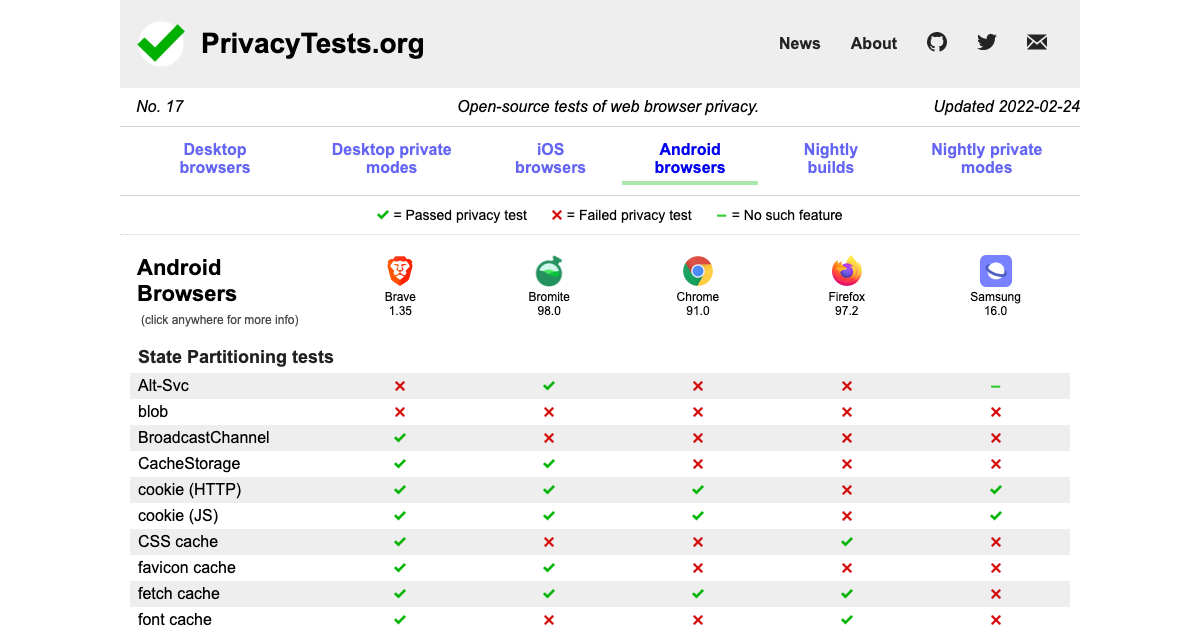 PrivacyTests.org
News About
No. 17 Open-source tests of web browser privacy. Updated 2022-02-24
Desktop browsers Desktop private modes iOS browsers Android browsers Nightly builds Nightly private modes
✓ = Passed privacy test ✕ = Failed privacy test – = No such feature
Android
Browsers
(click anywhere for more info)
Brave Bromite Chrome Firefox Samsung
1.35 98.0 91.0 97.2 16.0
State Partitioning tests
Alt-Svc ✕ ✓ ✕ ✕ –
blob ✕ ✕ ✕ ✕ ✕
BroadcastChannel ✓ ✕ ✕ ✕ ✕
CacheStorage ✓ ✓ ✕ ✕ ✕
cookie (HTTP) ✓ ✓ ✓ ✕ ✓
cookie (JS) ✓ ✓ ✓ ✕ ✓
CSS cache ✓ ✕ ✕ ✓ ✕
favicon cache ✓ ✓ ✕ ✕ ✕
fetch cache ✓ ✓ ✓ ✓ ✕
font cache ✓ ✕ ✕ ✓ ✕